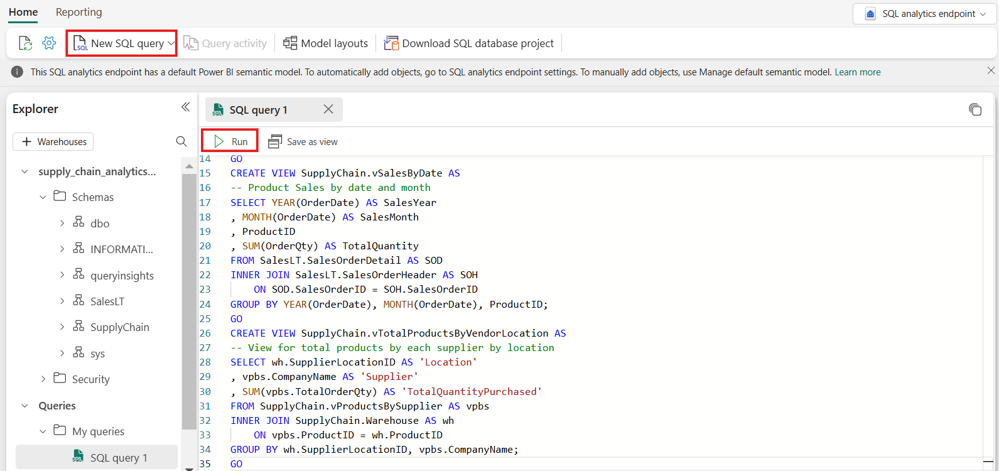 Home Reporting
SQL analytics endpoint
New SQL query Query activity Model layouts Download SQL database project
This SQL analytics endpoint has a default Power BI semantic model. To automatically add objects, go to SQL analytics endpoint settings. To manually add objects, use Manage default semantic model. Learn more
Explorer
+ Warehouses
supply_chain_analytics...
Schemas
dbo
INFORMATI...
queryinsights
SalesLT
SupplyChain
sys
Security
Queries
My queries
SQL query 1
SQL query 1
Run Save as view
14 GO
15 CREATE VIEW SupplyChain.vSalesByDate AS
16 -- Product Sales by date and month
17 SELECT YEAR(OrderDate) AS SalesYear
18 , MONTH(OrderDate) AS SalesMonth
19 , ProductID
20 , SUM(OrderQty) AS TotalQuantity
21 FROM SalesLT.SalesOrderDetail AS SOD
22 INNER JOIN SalesLT.SalesOrderHeader AS SOH
23 ON SOD.SalesOrderID = SOH.SalesOrderID
24 GROUP BY YEAR(OrderDate), MONTH(OrderDate), ProductID;
25 GO
26 CREATE VIEW SupplyChain.vTotalProductsByVendorLocation AS
27 -- View for total products by each supplier by location
28 SELECT wh.SupplierLocationID AS 'Location'
29 , vpbs.CompanyName AS 'Supplier'
30 , SUM(vpbs.TotalOrderQty) AS 'TotalQuantityPurchased'
31 FROM SupplyChain.vProductsBySupplier AS vpbs
32 INNER JOIN SupplyChain.Warehouse AS wh
33 ON vpbs.ProductID = wh.ProductID
34 GROUP BY wh.SupplierLocationID, vpbs.CompanyName;
35 GO